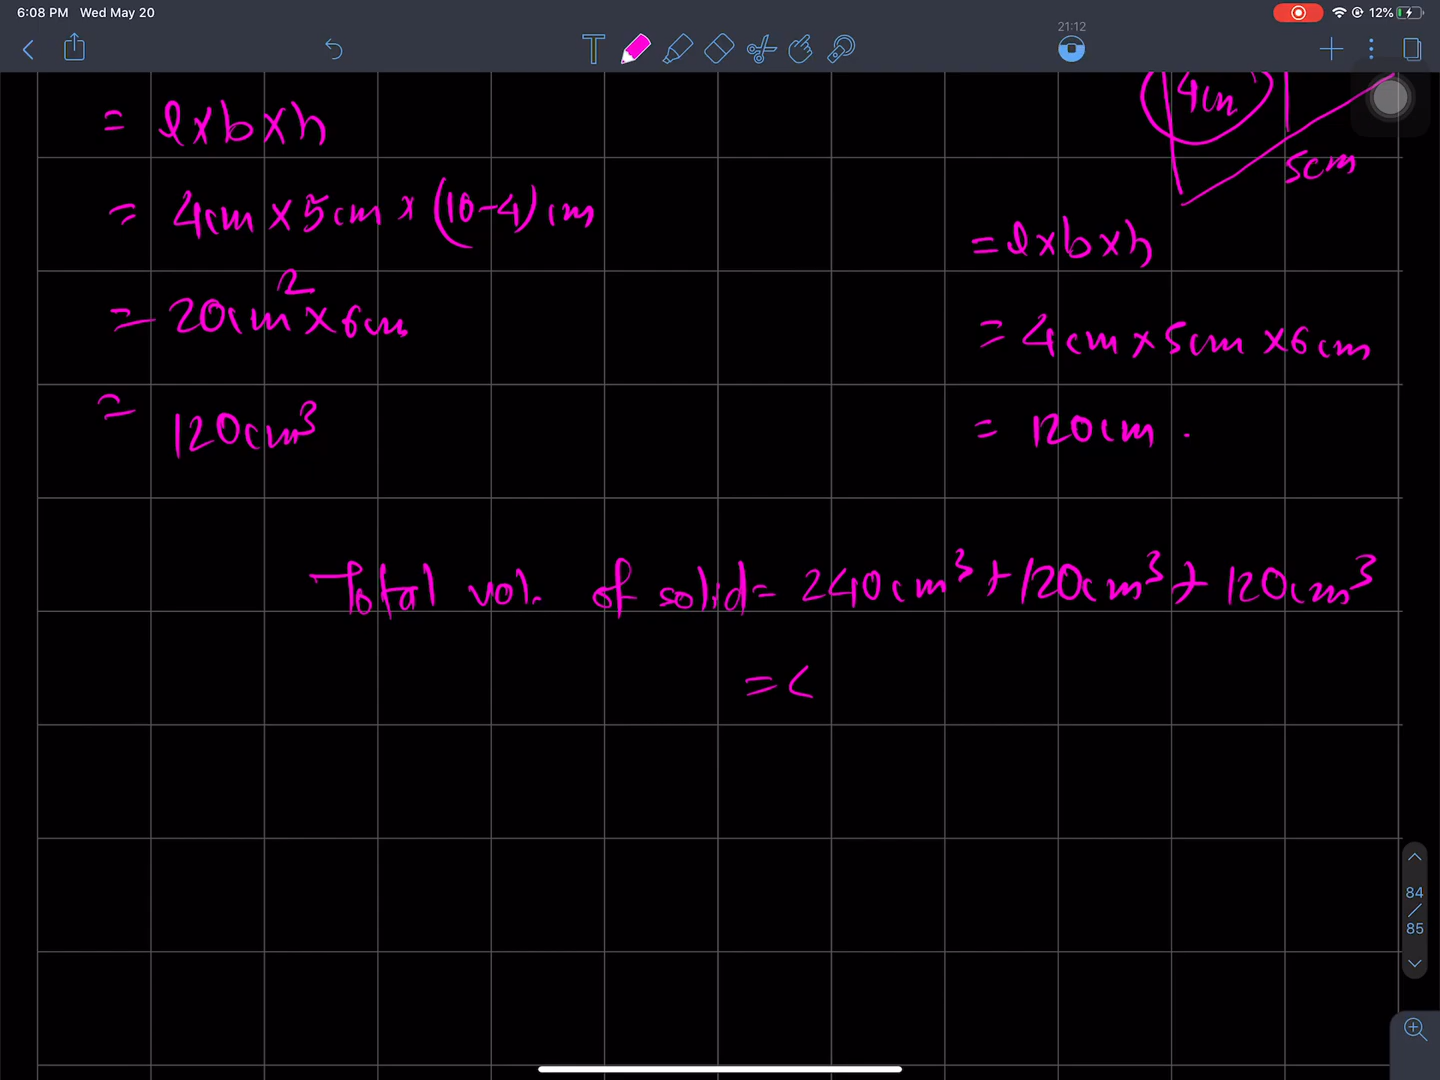 6:08 PM Wed May 20
12%
21:12
T
= l×b×h
= 4cm × 5cm × (10-4) cm
= 20cm² × 6cm
= 120cm³
4cm
5cm
= l×b×h
= 4cm × 5cm × 6cm
= 120cm.
Total vol. of solid = 240cm³ + 120cm³ + 120cm³
=
84
85